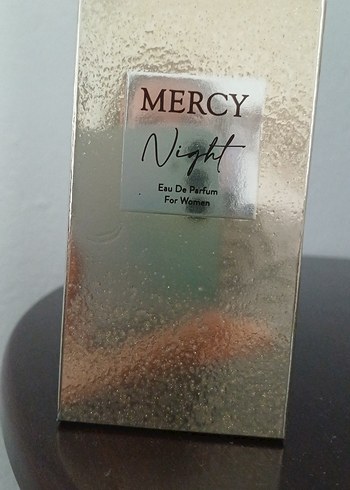 MERCY
Night
Eau De Parfum
For Women